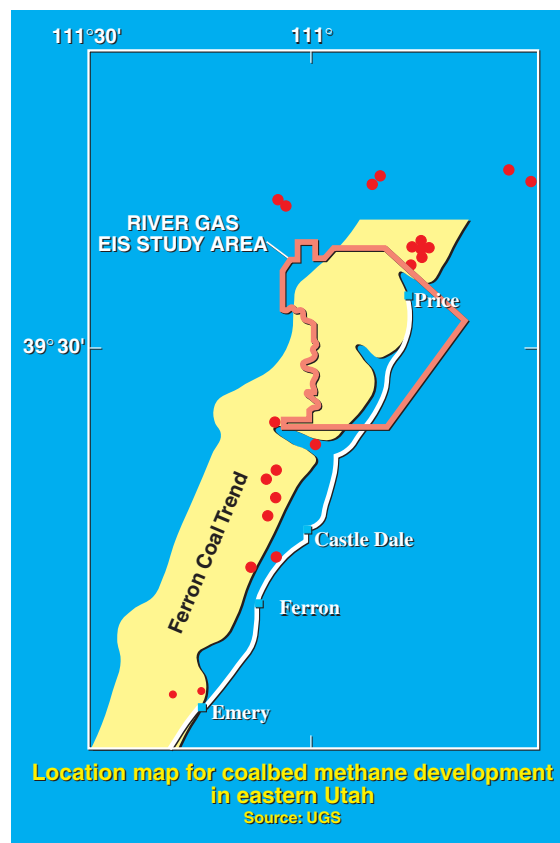 111°30'
111°
RIVER GAS
EIS STUDY AREA
Price
39° 30'
Ferron Coal Trend
Castle Dale
Ferron
Emery
Location map for coalbed methane development
in eastern Utah
Source: UGS